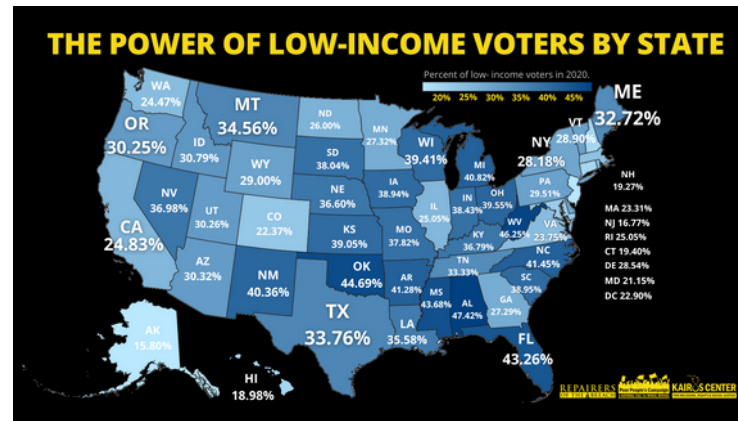 THE POWER OF LOW-INCOME VOTERS BY STATE
Percent of low- income voters in 2020.
20% 25% 30% 35% 40% 45%
WA
24.47%
OR
30.25%
CA
24.83%
ID
30.79%
NV
36.98%
MT
34.56%
WY
29.00%
UT
30.26%
AZ
30.32%
CO
22.37%
NM
40.36%
ND
26.00%
SD
38.04%
NE
36.60%
KS
39.05%
OK
44.69%
TX
33.76%
MN
27.32%
IA
38.94%
MO
37.82%
AR
41.28%
LA
35.58%
WI
39.41%
IL
25.05%
MI
40.82%
IN
38.43%
OH
39.55%
KY
36.79%
TN
33.33%
MS
43.68%
AL
47.42%
GA
27.29%
FL
43.26%
SC
38.95%
NC
41.45%
VA
23.75%
WV
46.25%
PA
29.51%
NY
28.18%
VT
28.90%
ME
32.72%
NH
19.27%
MA 23.31%
NJ 16.77%
RI 25.05%
CT 19.40%
DE 28.54%
MD 21.15%
DC 22.90%
AK
15.80%
HI
18.98%
REPAIRERS
OF THE BREACH
Poor People's Campaign
KAIROS CENTER